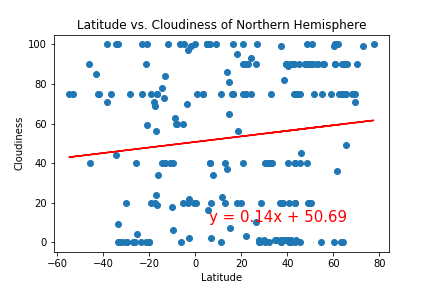 Latitude vs. Cloudiness of Northern Hemisphere
100
80
60
40
20
0
Cloudiness
y = 0.14x + 50.69
−60 −40 −20 0 20 40 60 80
Latitude